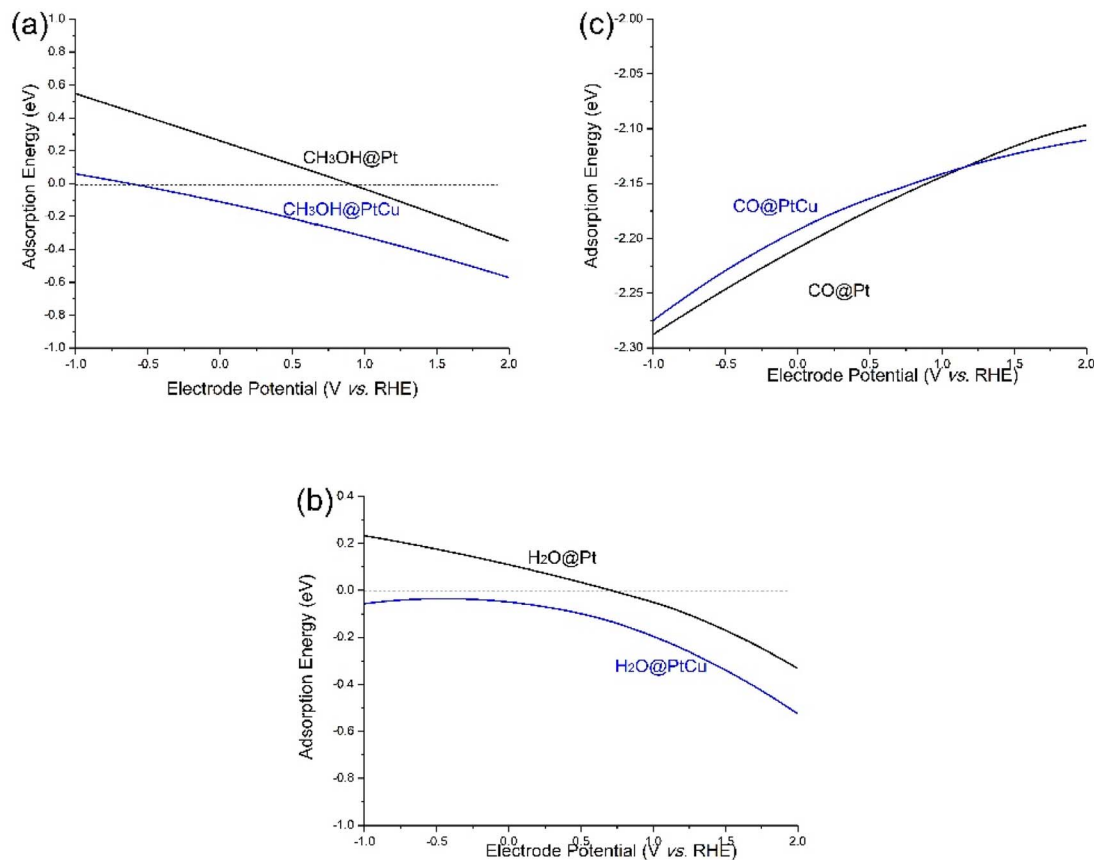 (a)
Adsorption Energy (eV)
1.0
0.8
0.6
0.4
0.2
0.0
-0.2
-0.4
-0.6
-0.8
-1.0
CH₃OH@Pt
CH₃OH@PtCu
-1.0 -0.5 0.0 0.5 1.0 1.5 2.0
Electrode Potential (V vs. RHE)
(c)
Adsorption Energy (eV)
-2.00
-2.05
-2.10
-2.15
-2.20
-2.25
-2.30
CO@PtCu
CO@Pt
-1.0 -0.5 0.0 0.5 1.0 1.5 2.0
Electrode Potential (V vs. RHE)
(b)
Adsorption Energy (eV)
0.4
0.2
0.0
-0.2
-0.4
-0.6
-0.8
-1.0
H₂O@Pt
H₂O@PtCu
-1.0 -0.5 0.0 0.5 1.0 1.5 2.0
Electrode Potential (V vs. RHE)